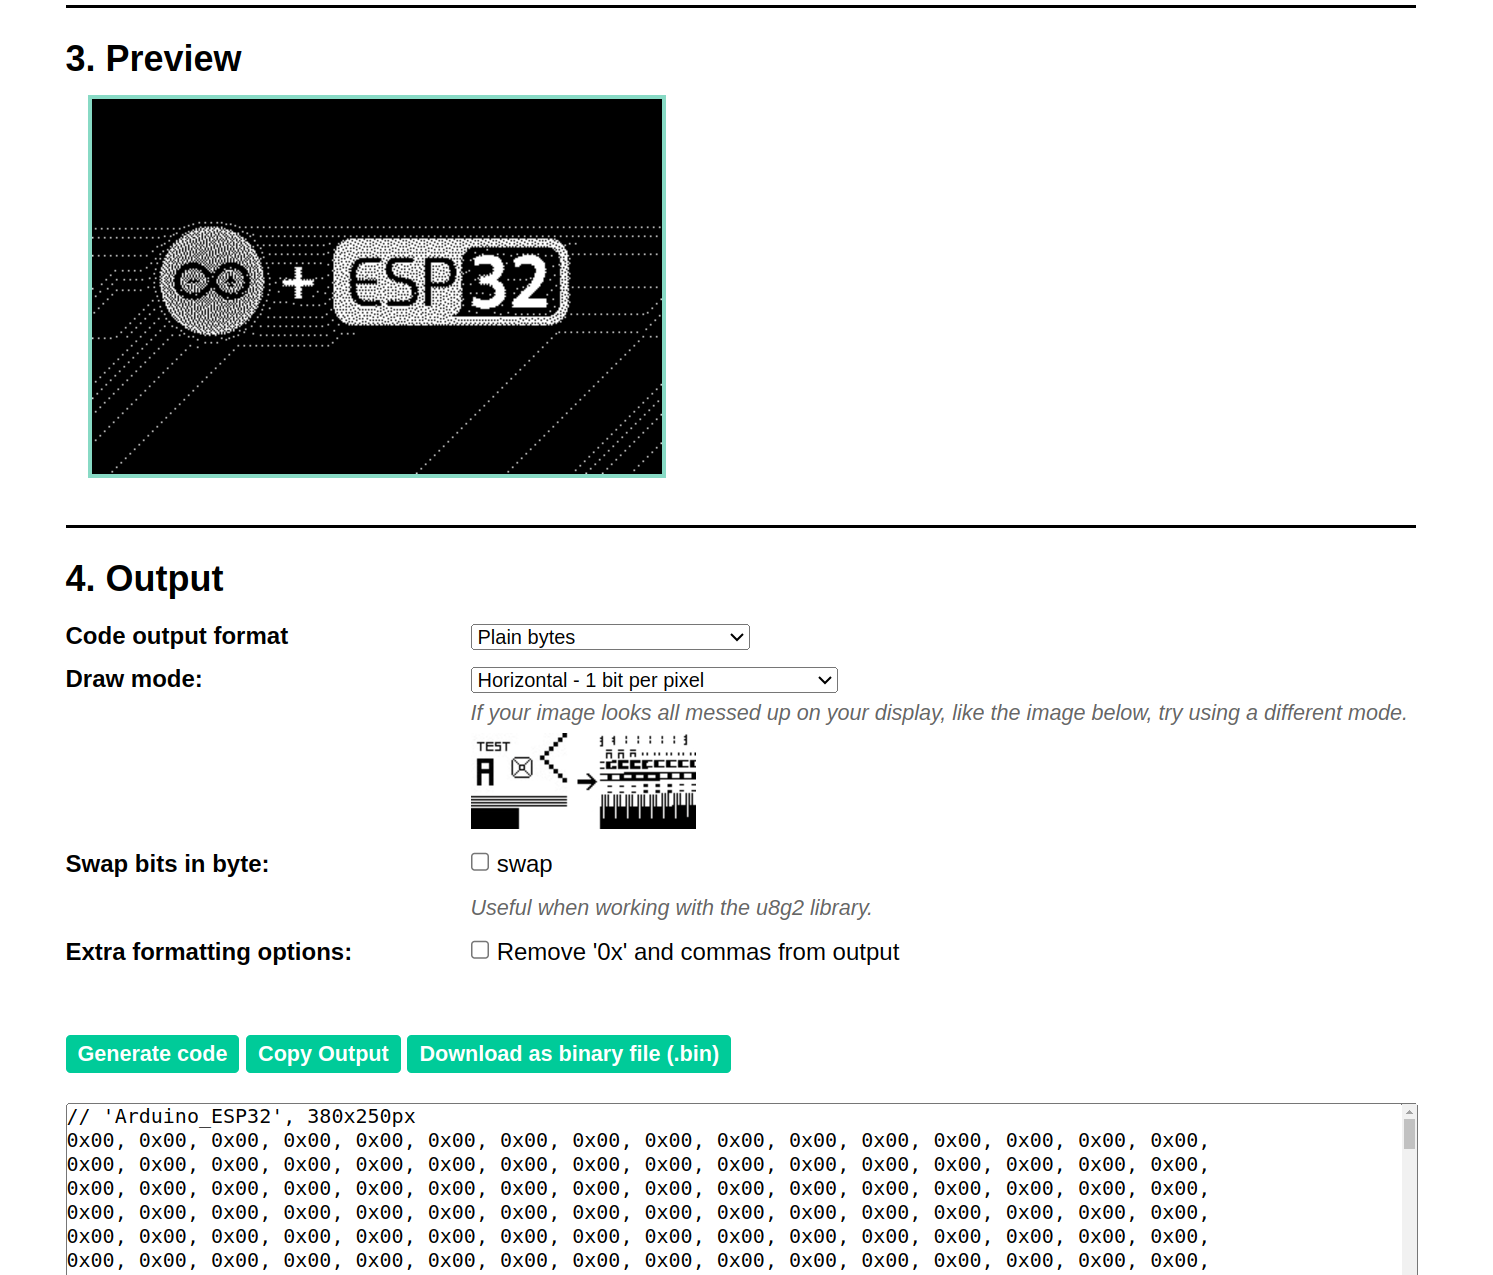 3. Preview
+ ESP32
4. Output
Code output format
Plain bytes
Draw mode:
Horizontal - 1 bit per pixel
If your image looks all messed up on your display, like the image below, try using a different mode.
TEST
A
Swap bits in byte:
swap
Useful when working with the u8g2 library.
Extra formatting options:
Remove '0x' and commas from output
Generate code
Copy Output
Download as binary file (.bin)
// 'Arduino_ESP32', 380x250px
0x00, 0x00, 0x00, 0x00, 0x00, 0x00, 0x00, 0x00, 0x00, 0x00, 0x00, 0x00, 0x00, 0x00, 0x00, 0x00,
0x00, 0x00, 0x00, 0x00, 0x00, 0x00, 0x00, 0x00, 0x00, 0x00, 0x00, 0x00, 0x00, 0x00, 0x00, 0x00,
0x00, 0x00, 0x00, 0x00, 0x00, 0x00, 0x00, 0x00, 0x00, 0x00, 0x00, 0x00, 0x00, 0x00, 0x00, 0x00,
0x00, 0x00, 0x00, 0x00, 0x00, 0x00, 0x00, 0x00, 0x00, 0x00, 0x00, 0x00, 0x00, 0x00, 0x00, 0x00,
0x00, 0x00, 0x00, 0x00, 0x00, 0x00, 0x00, 0x00, 0x00, 0x00, 0x00, 0x00, 0x00, 0x00, 0x00, 0x00,
0x00, 0x00, 0x00, 0x00, 0x00, 0x00, 0x00, 0x00, 0x00, 0x00, 0x00, 0x00, 0x00, 0x00, 0x00, 0x00,